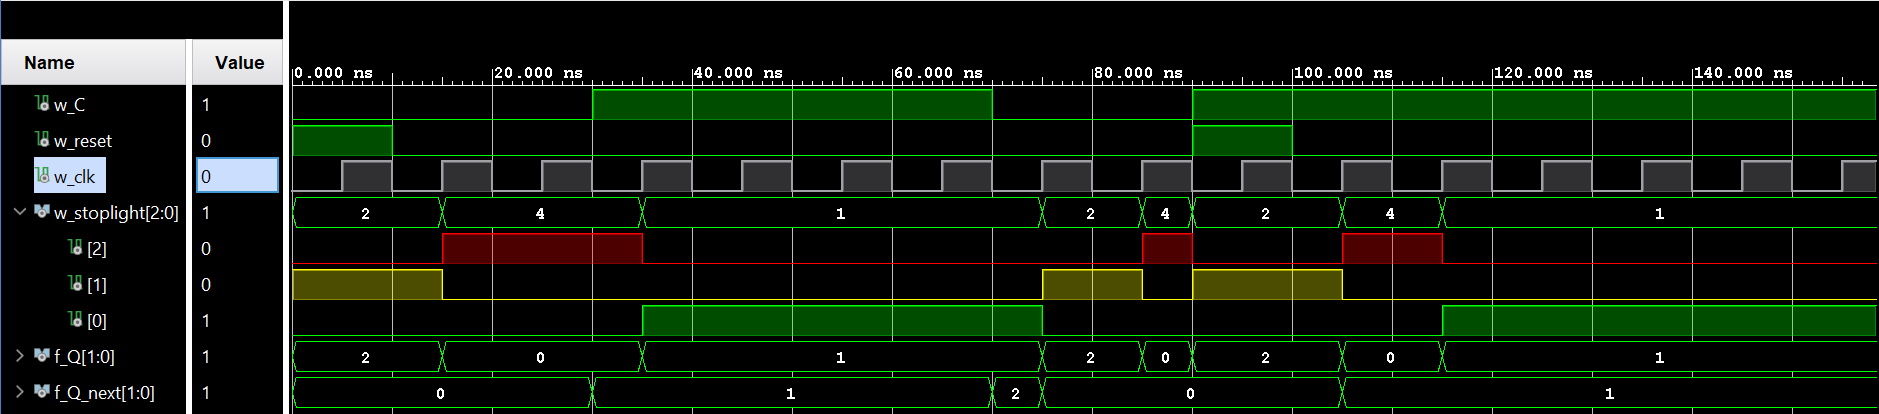 Name Value
0.000 ns 20.000 ns 40.000 ns 60.000 ns 80.000 ns 100.000 ns 120.000 ns 140.000 ns
w_C 1
w_reset 0
w_clk 0
w_stoplight[2:0] 1 2 4 1 2 4 2 4 1
[2] 0
[1] 0
[0] 1
f_Q[1:0] 1 2 0 1 2 0 2 0 1
f_Q_next[1:0] 1 0 1 2 0 1